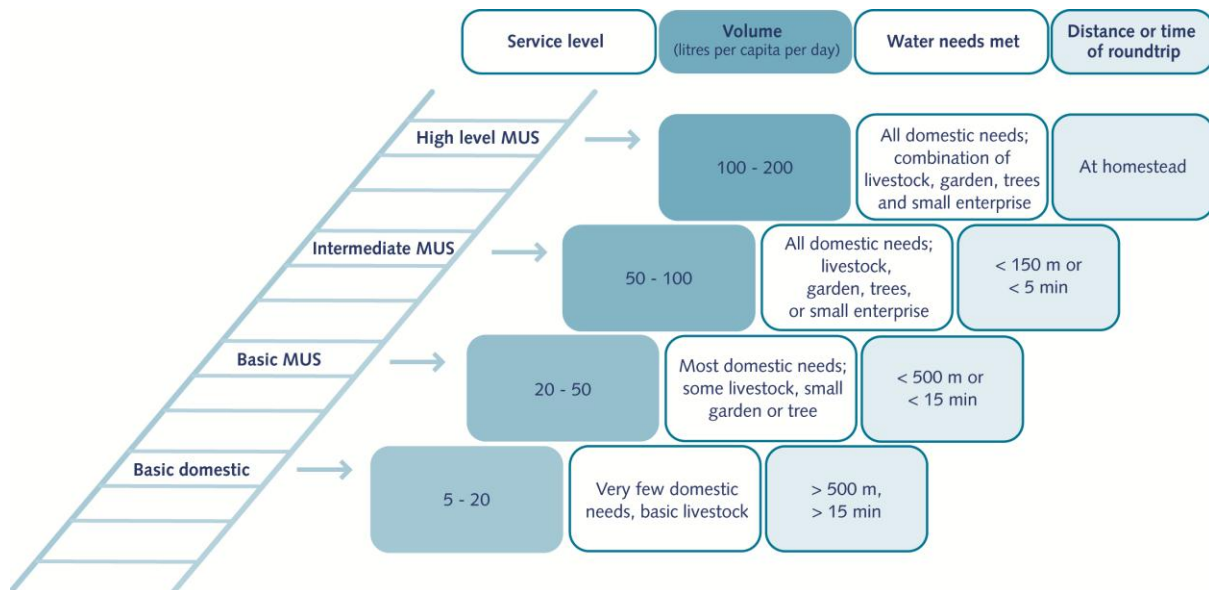 Service level
Volume
(litres per capita per day)
Water needs met
Distance or time
of roundtrip
High level MUS
100 - 200
All domestic needs;
combination of
livestock, garden, trees
and small enterprise
At homestead
Intermediate MUS
50 - 100
All domestic needs;
livestock,
garden, trees,
or small enterprise
< 150 m or
< 5 min
Basic MUS
20 - 50
Most domestic needs;
some livestock, small
garden or tree
< 500 m or
< 15 min
Basic domestic
5 - 20
Very few domestic
needs, basic livestock
> 500 m,
> 15 min